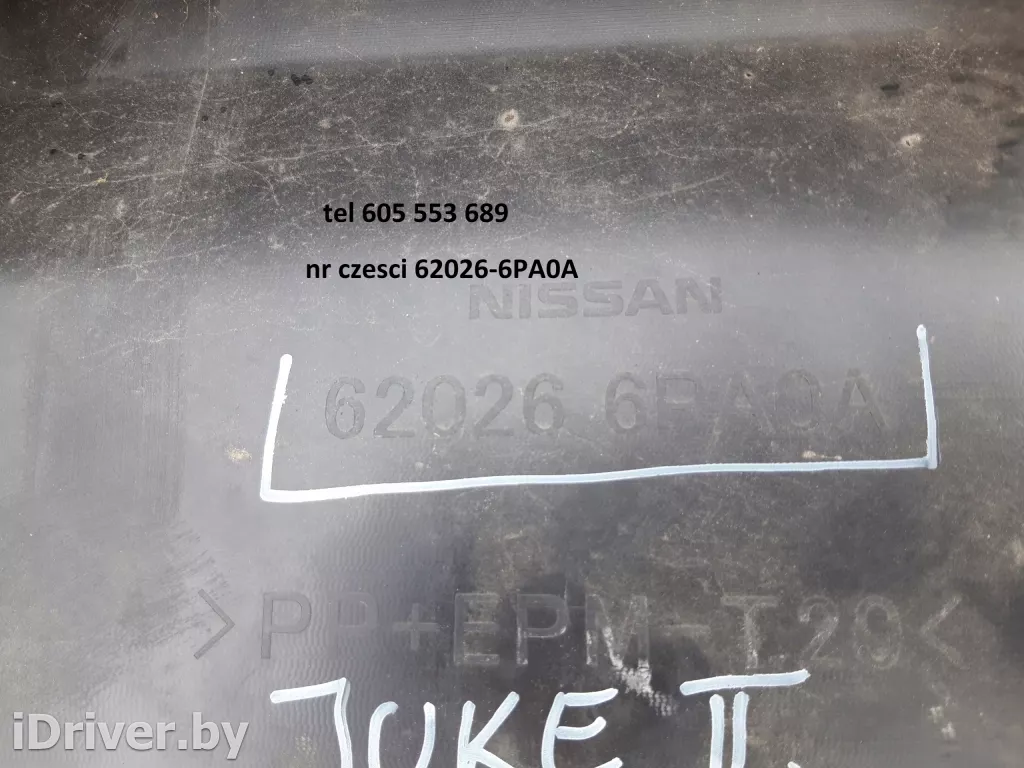 tel 605 553 689
nr czesci 62026-6PA0A
NISSAN
62026 6PA0A
>PP+EPM-T20<
JUKE II.
iDriver.by